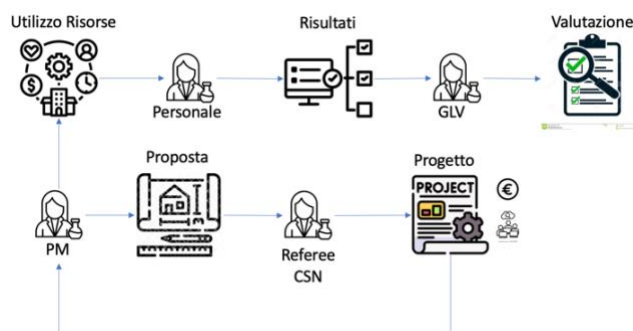 Utilizzo Risorse
Risultati
Valutazione
Personale
GLV
Proposta
Progetto
PROJECT
€
$
PM
Referee
CSN